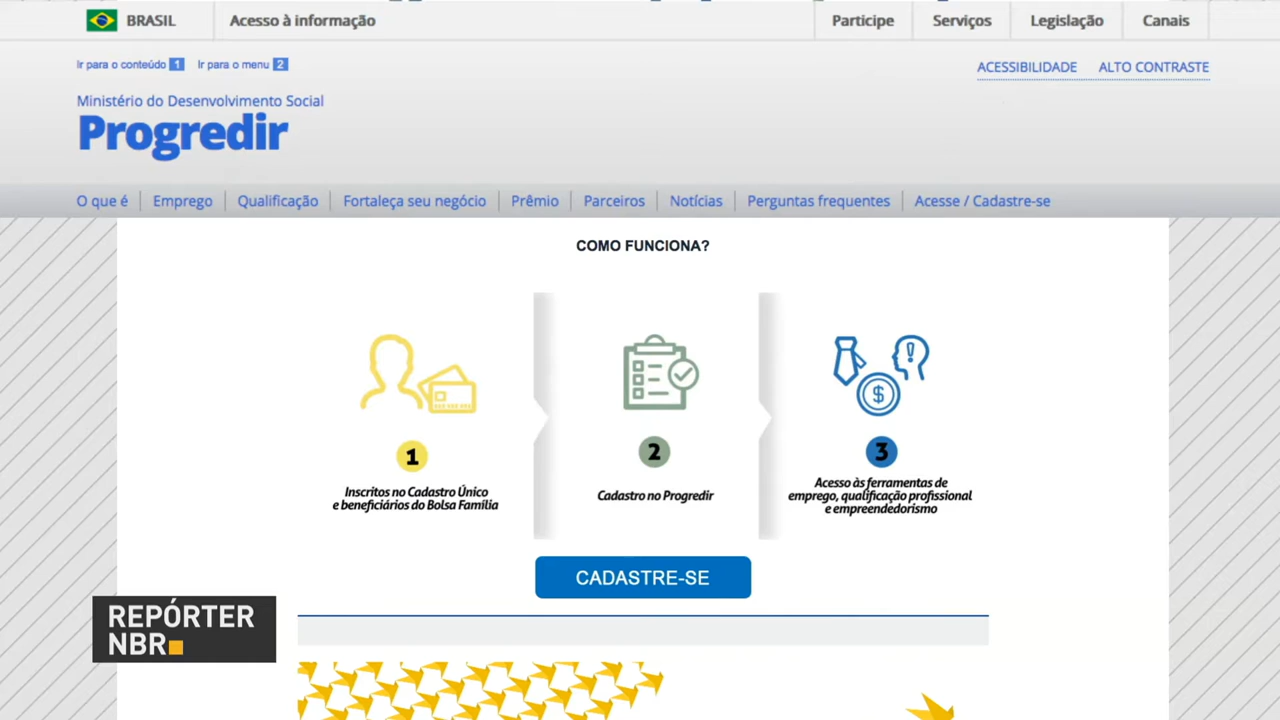 BRASIL
Acesso à informação
Participe
Serviços
Legislação
Canais
Ir para o conteúdo 1
Ir para o menu 2
ACESSIBILIDADE
ALTO CONTRASTE
Ministério do Desenvolvimento Social
Progredir
O que é
Emprego
Qualificação
Fortaleça seu negócio
Prêmio
Parceiros
Notícias
Perguntas frequentes
Acesse / Cadastre-se
COMO FUNCIONA?
1
Inscritos no Cadastro Único
e beneficiários do Bolsa Família
2
Cadastro no Progredir
3
Acesso às ferramentas de
emprego, qualificação profissional
e empreendedorismo
CADASTRE-SE
REPÓRTER
NBR